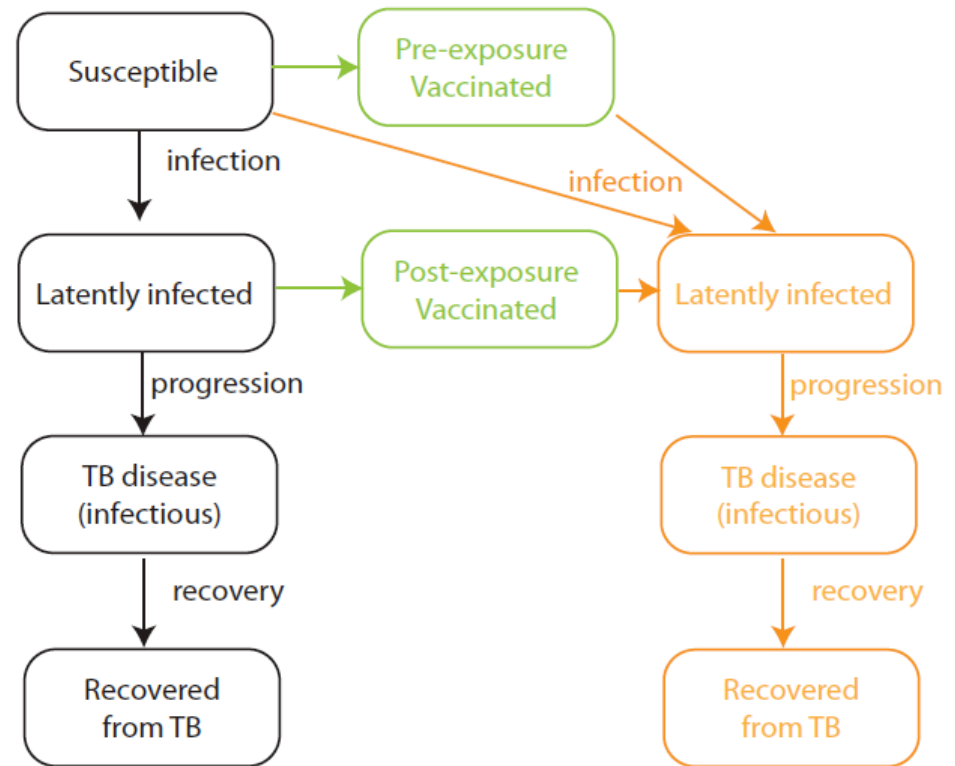 Susceptible
Pre-exposure
Vaccinated
infection
infection
Latently infected
Post-exposure
Vaccinated
Latently infected
progression
progression
TB disease
(infectious)
TB disease
(infectious)
recovery
recovery
Recovered
from TB
Recovered
from TB